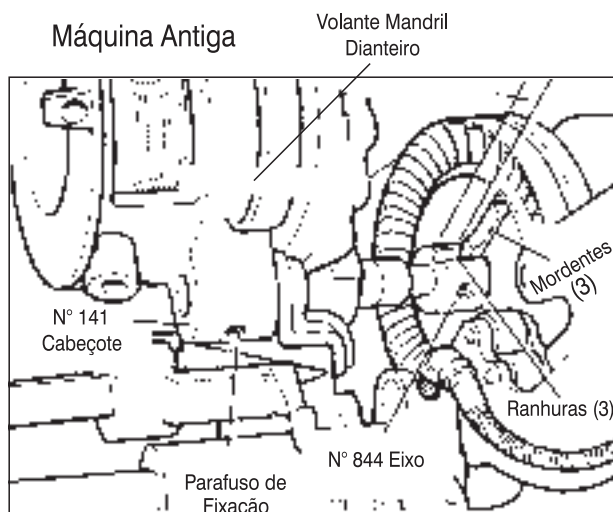 Máquina Antiga
Volante Mandril
Dianteiro
Mordentes
(3)
N° 141
Cabeçote
Ranhuras (3)
N° 844 Eixo
Parafuso de
Fixação